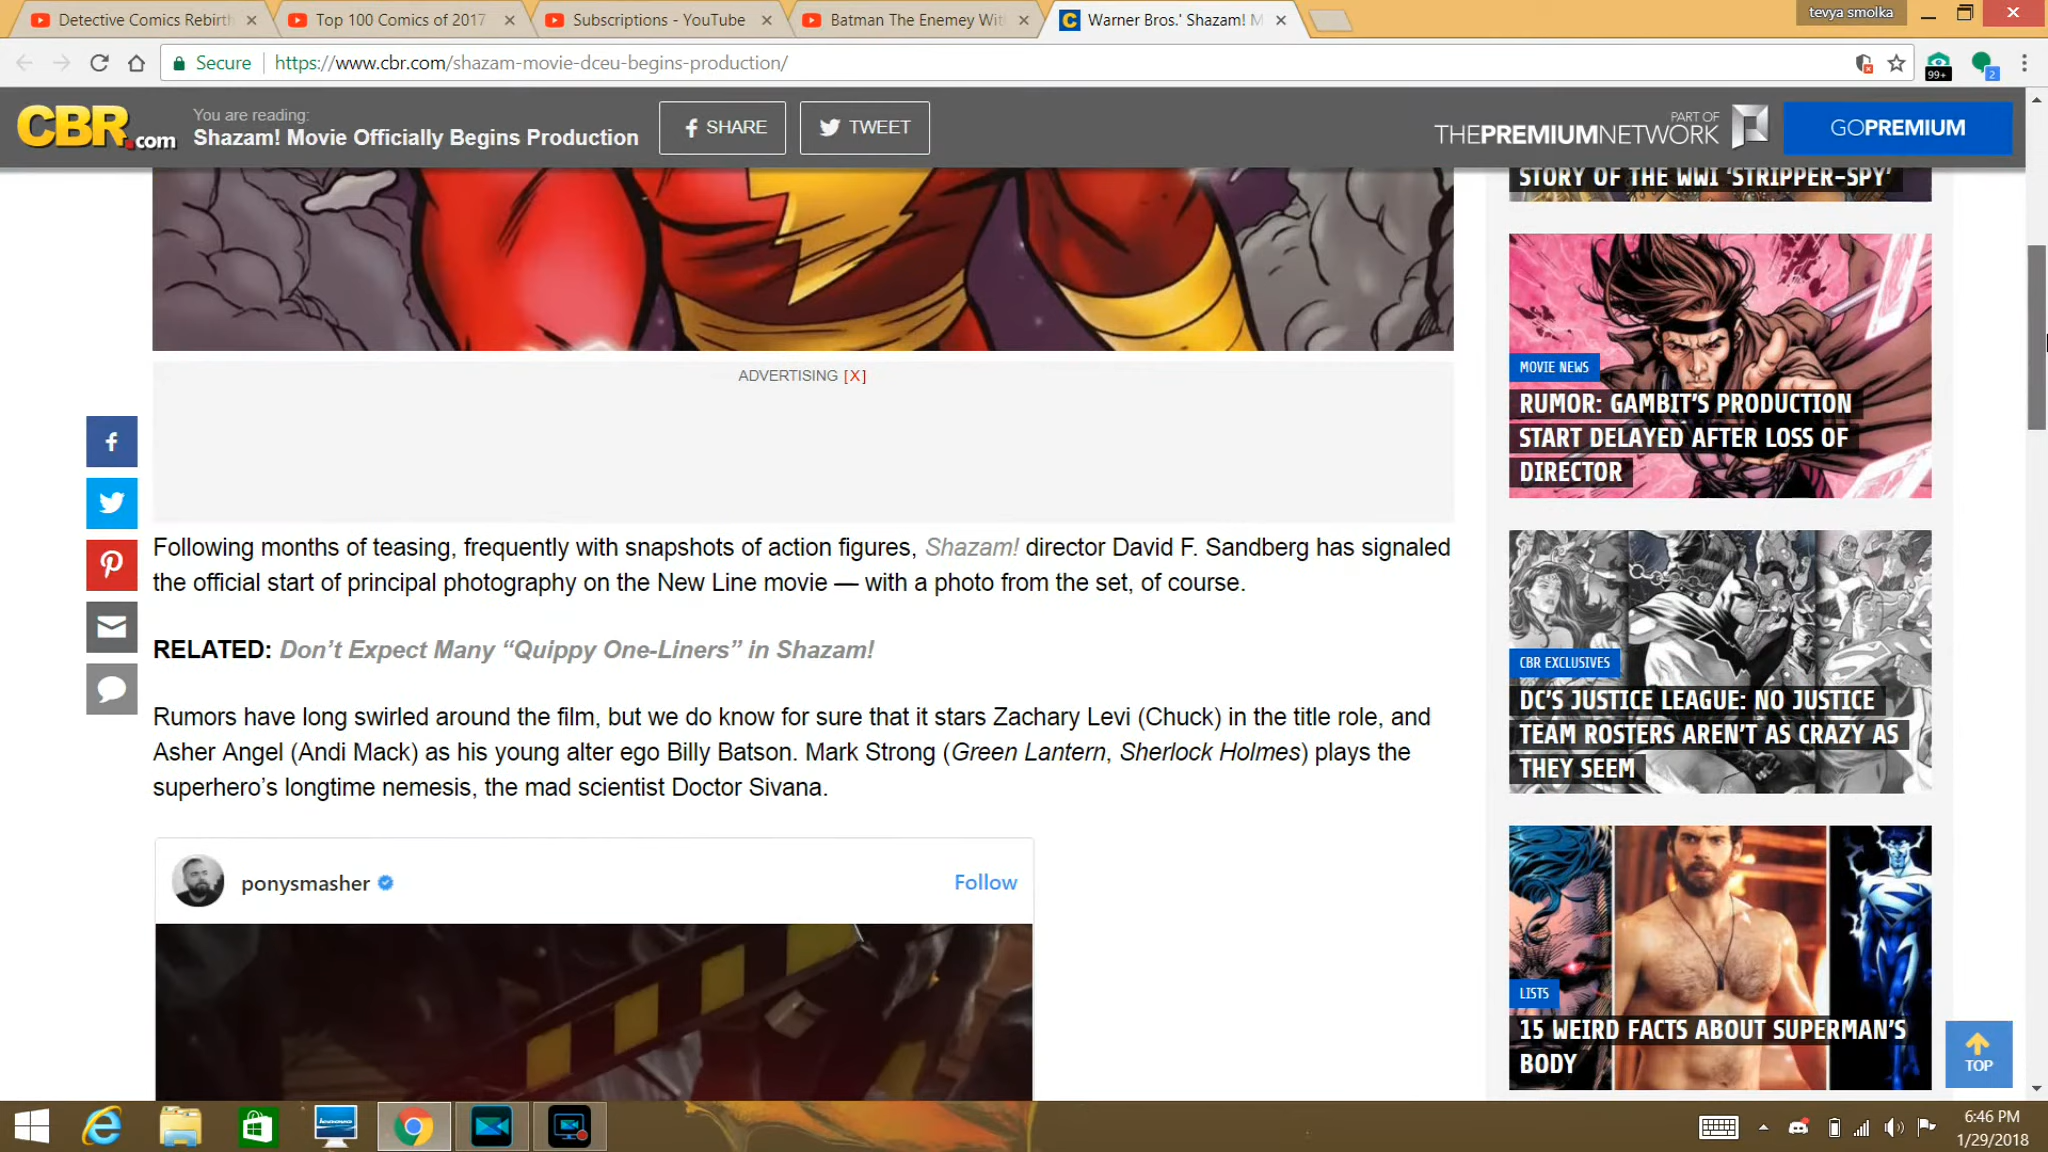 Detective Comics Rebirth
Top 100 Comics of 2017
Subscriptions - YouTube
Batman The Enemey Wit
Warner Bros.' Shazam! M
tevya smolka
Secure https://www.cbr.com/shazam-movie-dceu-begins-production/
99+
2
CBR.com
You are reading:
Shazam! Movie Officially Begins Production
SHARE
TWEET
PART OF
THEPREMIUMNETWORK
GOPREMIUM
STORY OF THE WWI 'STRIPPER-SPY'
MOVIE NEWS
RUMOR: GAMBIT'S PRODUCTION
START DELAYED AFTER LOSS OF
DIRECTOR
ADVERTISING [X]
Following months of teasing, frequently with snapshots of action figures, Shazam! director David F. Sandberg has signaled
the official start of principal photography on the New Line movie — with a photo from the set, of course.
RELATED: Don't Expect Many “Quippy One-Liners” in Shazam!
Rumors have long swirled around the film, but we do know for sure that it stars Zachary Levi (Chuck) in the title role, and
Asher Angel (Andi Mack) as his young alter ego Billy Batson. Mark Strong (Green Lantern, Sherlock Holmes) plays the
superhero's longtime nemesis, the mad scientist Doctor Sivana.
CBR EXCLUSIVES
DC'S JUSTICE LEAGUE: NO JUSTICE
TEAM ROSTERS AREN'T AS CRAZY AS
THEY SEEM
ponysmasher
Follow
LISTS
15 WEIRD FACTS ABOUT SUPERMAN'S
BODY
TOP
6:46 PM
1/29/2018